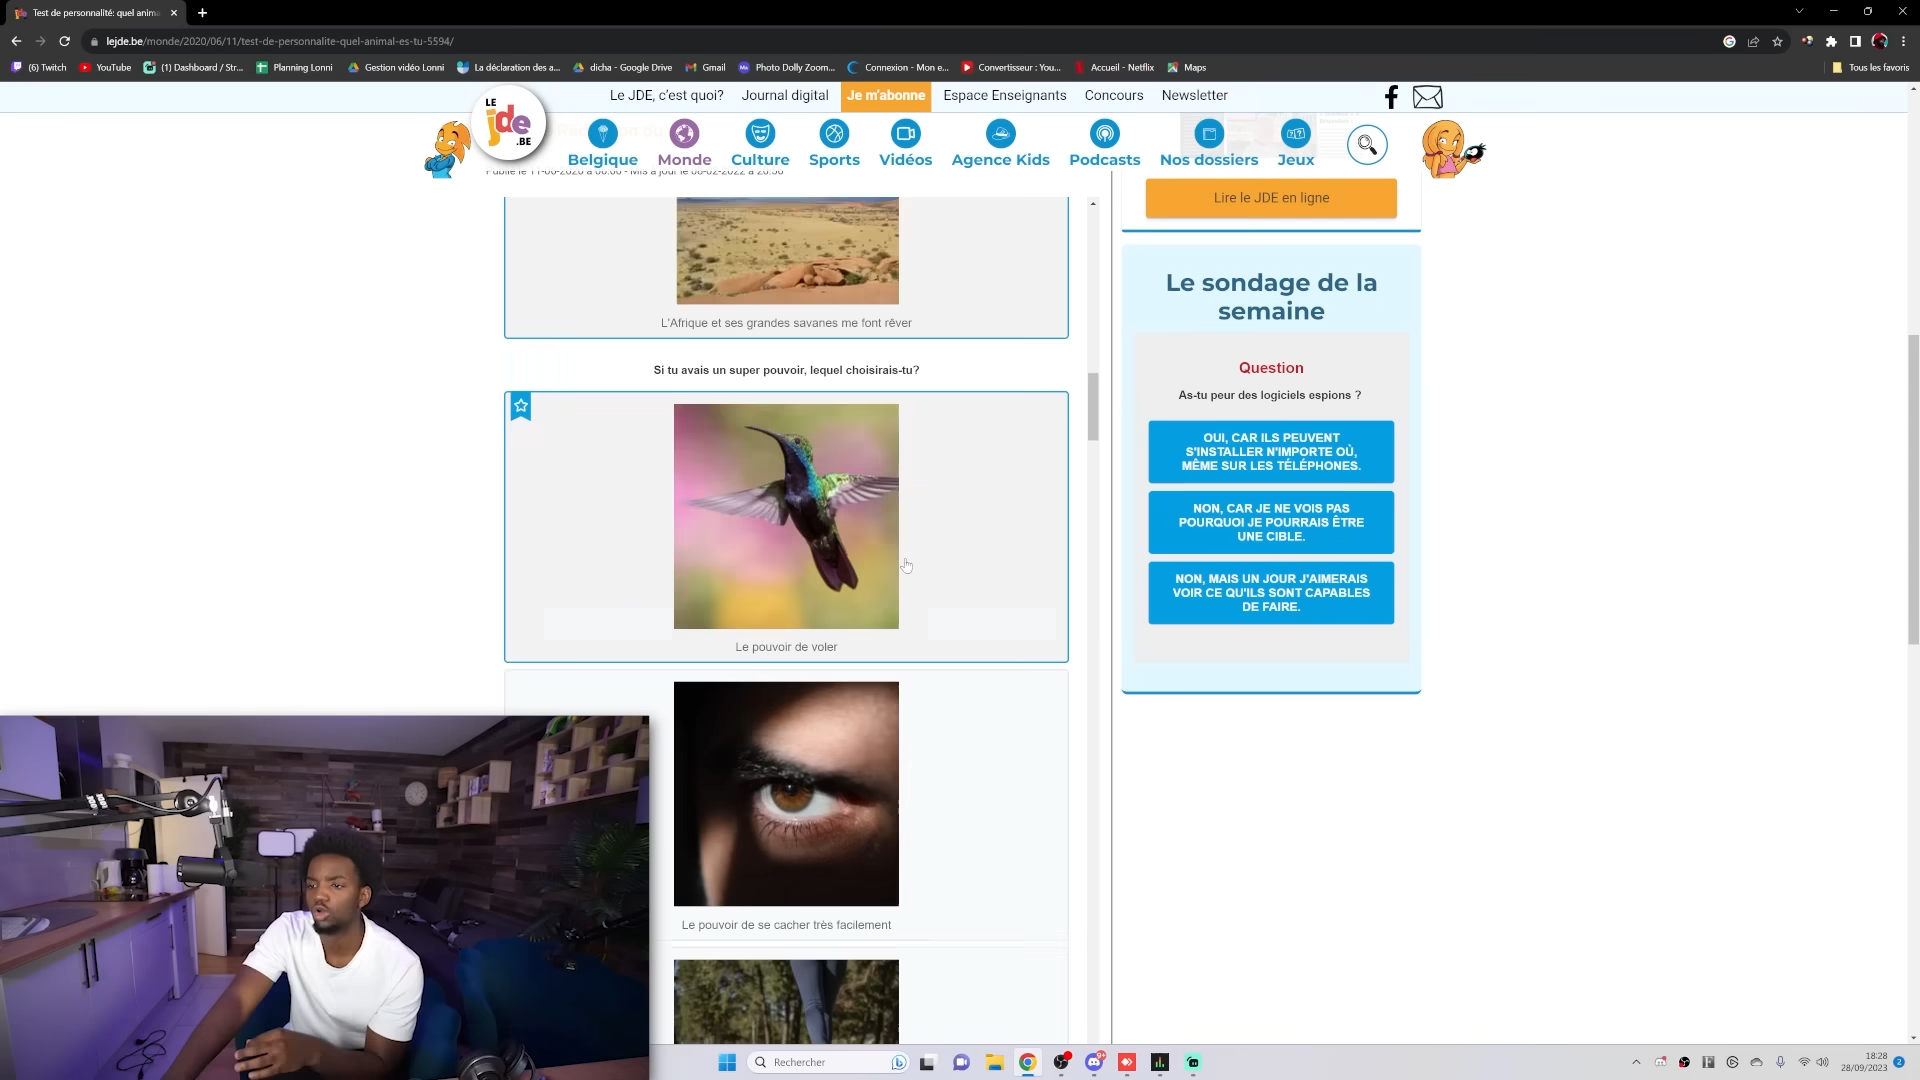 Test de personnalité: quel anima
lejde.be/monde/2020/06/11/test-de-personnalite-quel-animal-es-tu-5594/
(6) Twitch
YouTube
(1) Dashboard / Str...
Planning Lonni
Gestion vidéo Lonni
La déclaration des a...
dicha - Google Drive
Gmail
Photo Dolly Zoom...
Connexion - Mon e...
Convertisseur : You...
Accueil - Netflix
Maps
Tous les favoris
LE
jde
.BE
Le JDE, c'est quoi?
Journal digital
Je m'abonne
Espace Enseignants
Concours
Newsletter
Belgique
Monde
Culture
Sports
Vidéos
Agence Kids
Podcasts
Nos dossiers
Jeux
Lire le JDE en ligne
L'Afrique et ses grandes savanes me font rêver
Si tu avais un super pouvoir, lequel choisirais-tu?
Le pouvoir de voler
Le pouvoir de se cacher très facilement
Le sondage de la
semaine
Question
As-tu peur des logiciels espions ?
OUI, CAR ILS PEUVENT
S'INSTALLER N'IMPORTE OÙ,
MÊME SUR LES TÉLÉPHONES.
NON, CAR JE NE VOIS PAS
POURQUOI JE POURRAIS ÊTRE
UNE CIBLE.
NON, MAIS UN JOUR J'AIMERAIS
VOIR CE QU'ILS SONT CAPABLES
DE FAIRE.
Rechercher
18:28
28/09/2023
2